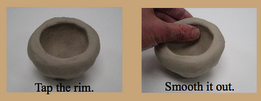 Tap the rim.
Smooth it out.